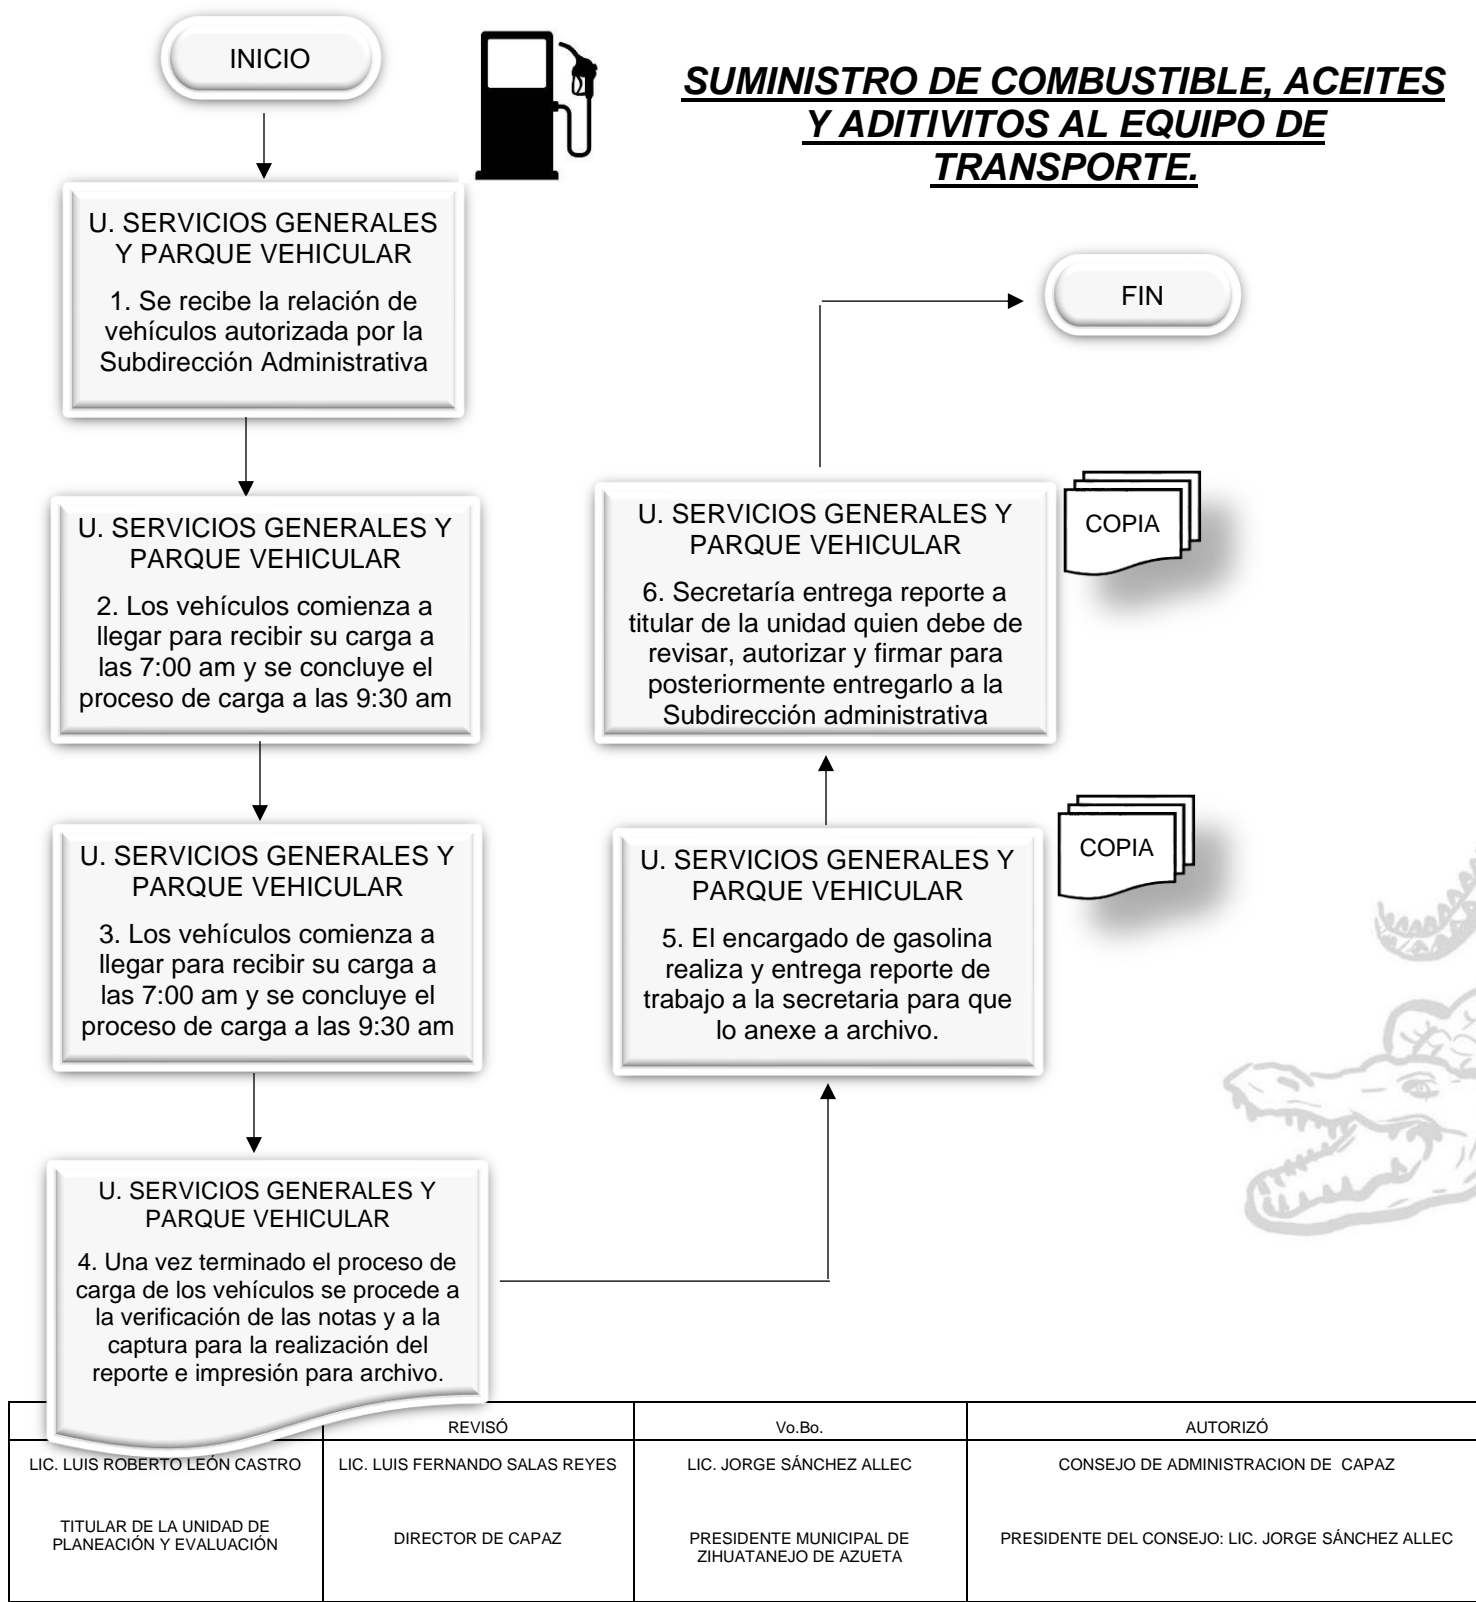 INICIO
SUMINISTRO DE COMBUSTIBLE, ACEITES
Y ADITIVITOS AL EQUIPO DE
TRANSPORTE.
U. SERVICIOS GENERALES
Y PARQUE VEHICULAR
1. Se recibe la relación de
vehículos autorizada por la
Subdirección Administrativa
U. SERVICIOS GENERALES Y
PARQUE VEHICULAR
2. Los vehículos comienza a
llegar para recibir su carga a
las 7:00 am y se concluye el
proceso de carga a las 9:30 am
U. SERVICIOS GENERALES Y
PARQUE VEHICULAR
3. Los vehículos comienza a
llegar para recibir su carga a
las 7:00 am y se concluye el
proceso de carga a las 9:30 am
U. SERVICIOS GENERALES Y
PARQUE VEHICULAR
4. Una vez terminado el proceso de
carga de los vehículos se procede a
la verificación de las notas y a la
captura para la realización del
reporte e impresión para archivo.
U. SERVICIOS GENERALES Y
PARQUE VEHICULAR
5. El encargado de gasolina
realiza y entrega reporte de
trabajo a la secretaria para que
lo anexe a archivo.
COPIA
U. SERVICIOS GENERALES Y
PARQUE VEHICULAR
6. Secretaría entrega reporte a
titular de la unidad quien debe de
revisar, autorizar y firmar para
posteriormente entregarlo a la
Subdirección administrativa
COPIA
FIN
REVISÓ
Vo.Bo.
AUTORIZÓ
LIC. LUIS ROBERTO LEÓN CASTRO
LIC. LUIS FERNANDO SALAS REYES
LIC. JORGE SÁNCHEZ ALLEC
CONSEJO DE ADMINISTRACION DE CAPAZ
TITULAR DE LA UNIDAD DE
PLANEACIÓN Y EVALUACIÓN
DIRECTOR DE CAPAZ
PRESIDENTE MUNICIPAL DE
ZIHUATANEJO DE AZUETA
PRESIDENTE DEL CONSEJO: LIC. JORGE SÁNCHEZ ALLEC